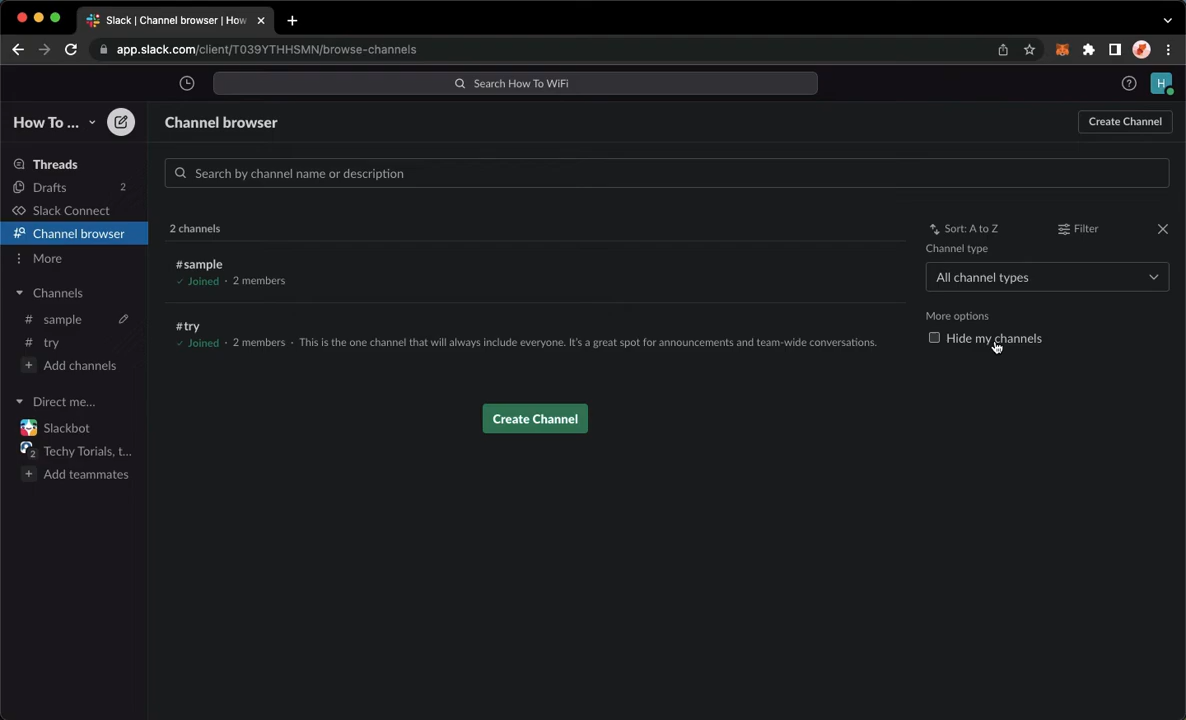 Slack | Channel browser | How
app.slack.com/client/T039YTHHSMN/browse-channels
Search How To WiFi
H
How To ...
Channel browser
Create Channel
Threads
Drafts 2
Slack Connect
Channel browser
More
Channels
# sample
# try
+ Add channels
Direct me...
Slackbot
2 Techy Torials, t...
+ Add teammates
Search by channel name or description
2 channels
Sort: A to Z
Filter
#sample
✓ Joined · 2 members
#try
✓ Joined · 2 members · This is the one channel that will always include everyone. It's a great spot for announcements and team-wide conversations.
Create Channel
Channel type
All channel types
More options
Hide my channels